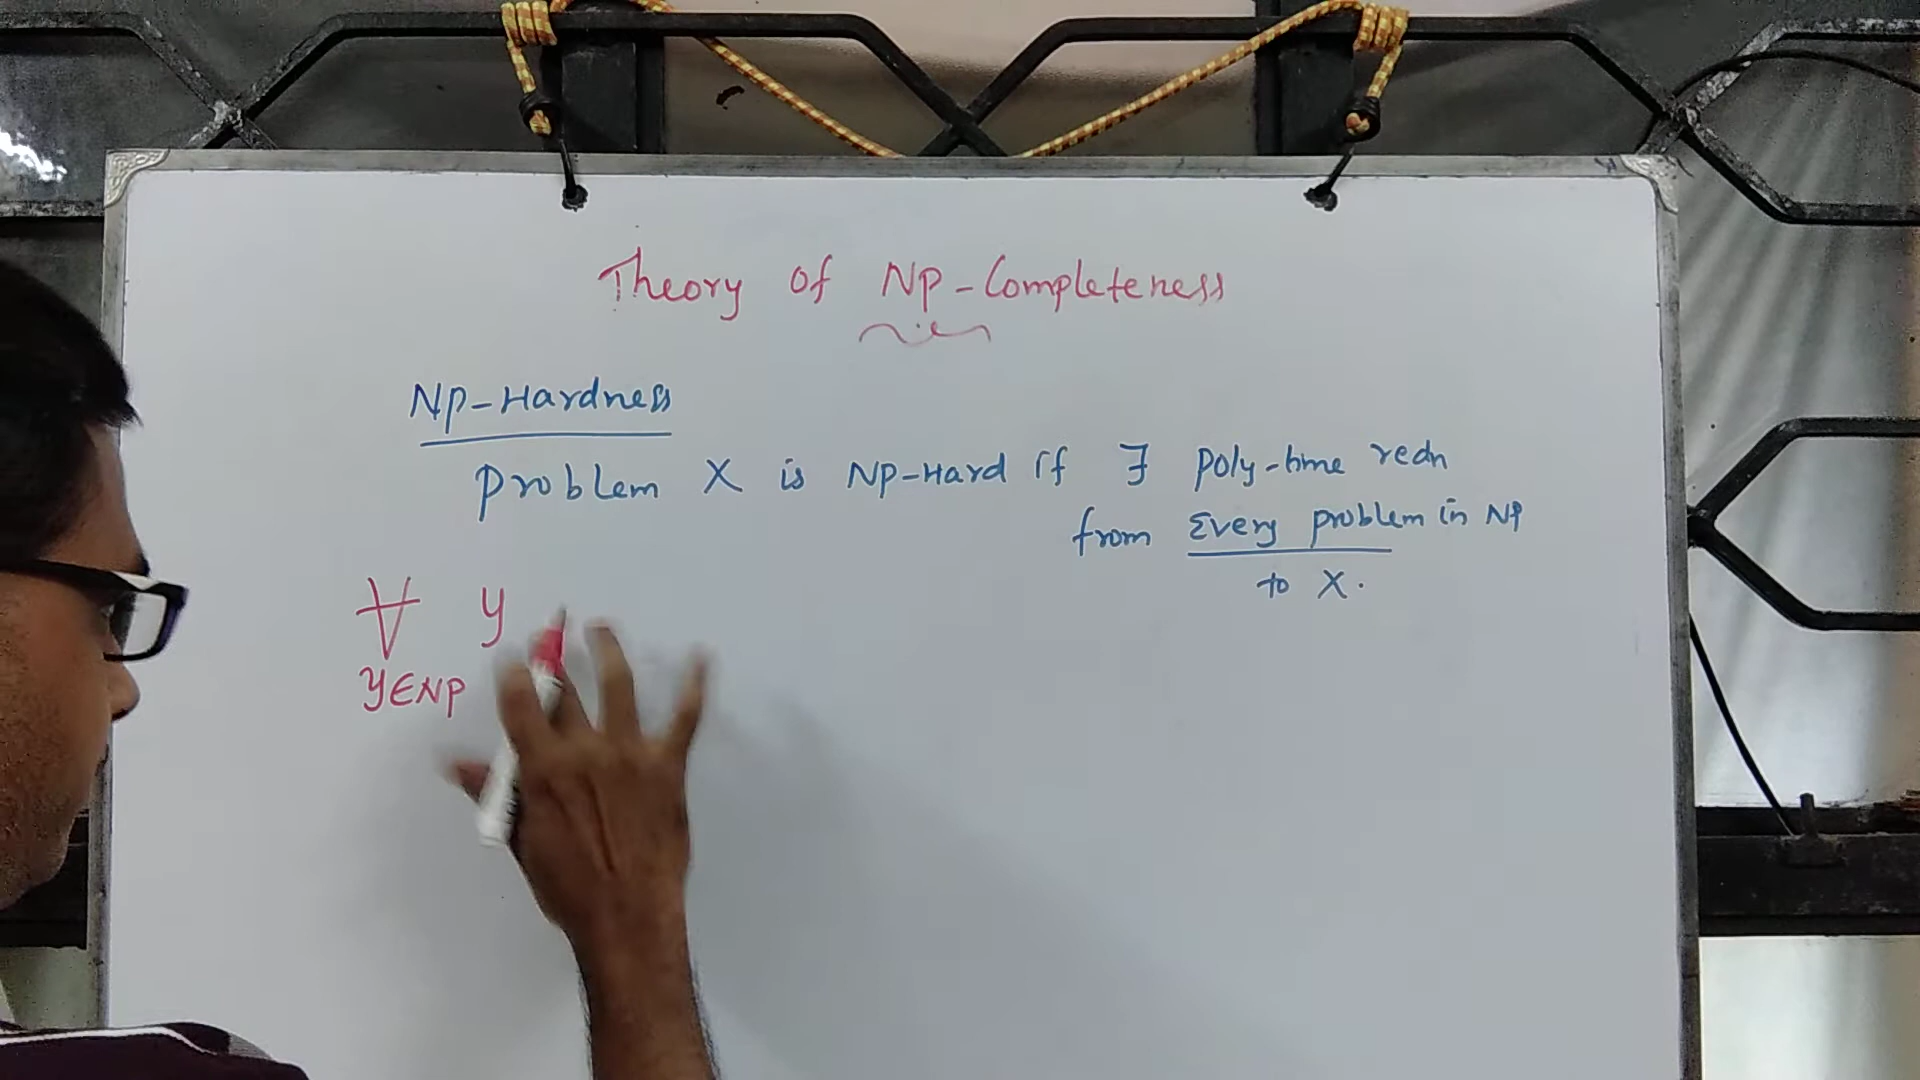 Theory of NP-Completeness
NP-Hardness
Problem X is NP-Hard if ∃ poly-time redn
from Every problem in NP
to X.
∀ y
y∈NP